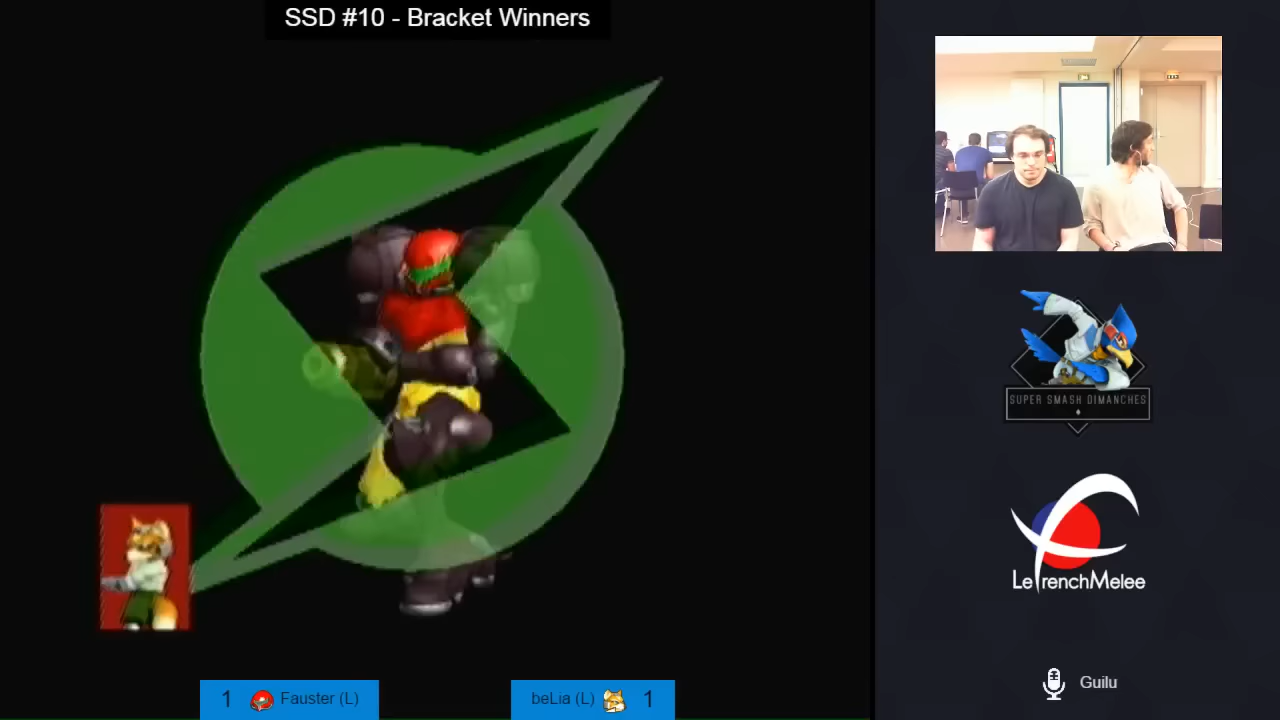 SSD #10 - Bracket Winners
SUPER SMASH DIMANCHES
LeFrenchMelee
Guilu
1 Fauster (L)
beLia (L) 1